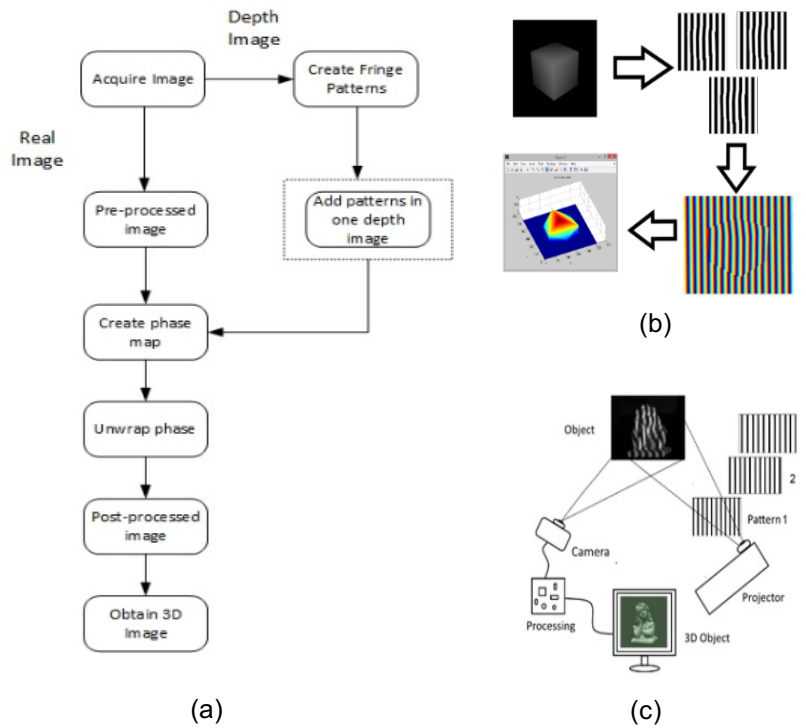 Depth
Image
Acquire Image
Create Fringe
Patterns
Real
Image
Pre-processed
image
Add patterns in
one depth
image
Create phase
map
Unwrap phase
Post-processed
image
Obtain 3D
Image
(a)
(b)
Object
2
Pattern 1
Camera
Projector
Processing
3D Object
(c)